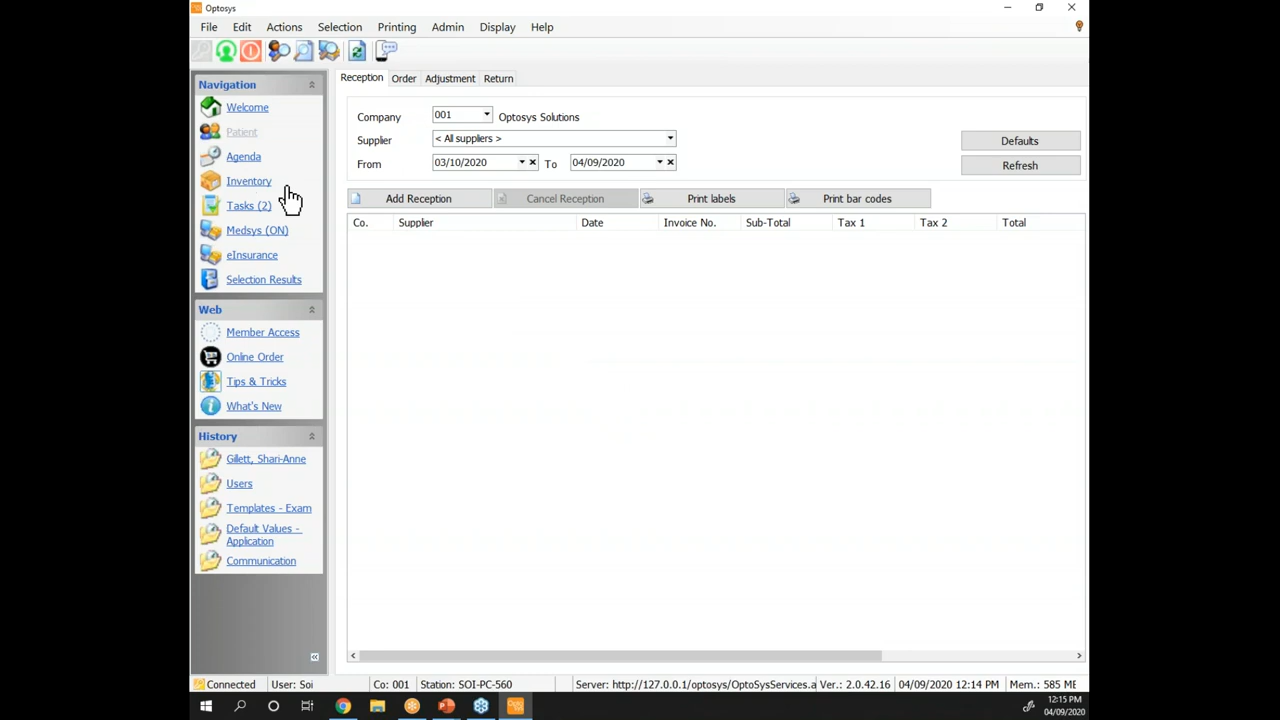 Optosys
File Edit Actions Selection Printing Admin Display Help
Navigation
Welcome
Patient
Agenda
Inventory
Tasks (2)
Medsys (ON)
eInsurance
Selection Results
Web
Member Access
Online Order
Tips & Tricks
What's New
History
Gillett, Shari-Anne
Users
Templates - Exam
Default Values -
Application
Communication
Reception Order Adjustment Return
Company 001 Optosys Solutions
Supplier < All suppliers > Defaults
From 03/10/2020 To 04/09/2020 Refresh
Add Reception Cancel Reception Print labels Print bar codes
Co. Supplier Date Invoice No. Sub-Total Tax 1 Tax 2 Total
Connected User: Soi Co: 001 Station: SOI-PC-560 Server: http://127.0.0.1/optosys/OptoSysServices.a Ver.: 2.0.42.16 04/09/2020 12:14 PM Mem.: 585 ME
12:15 PM
04/09/2020